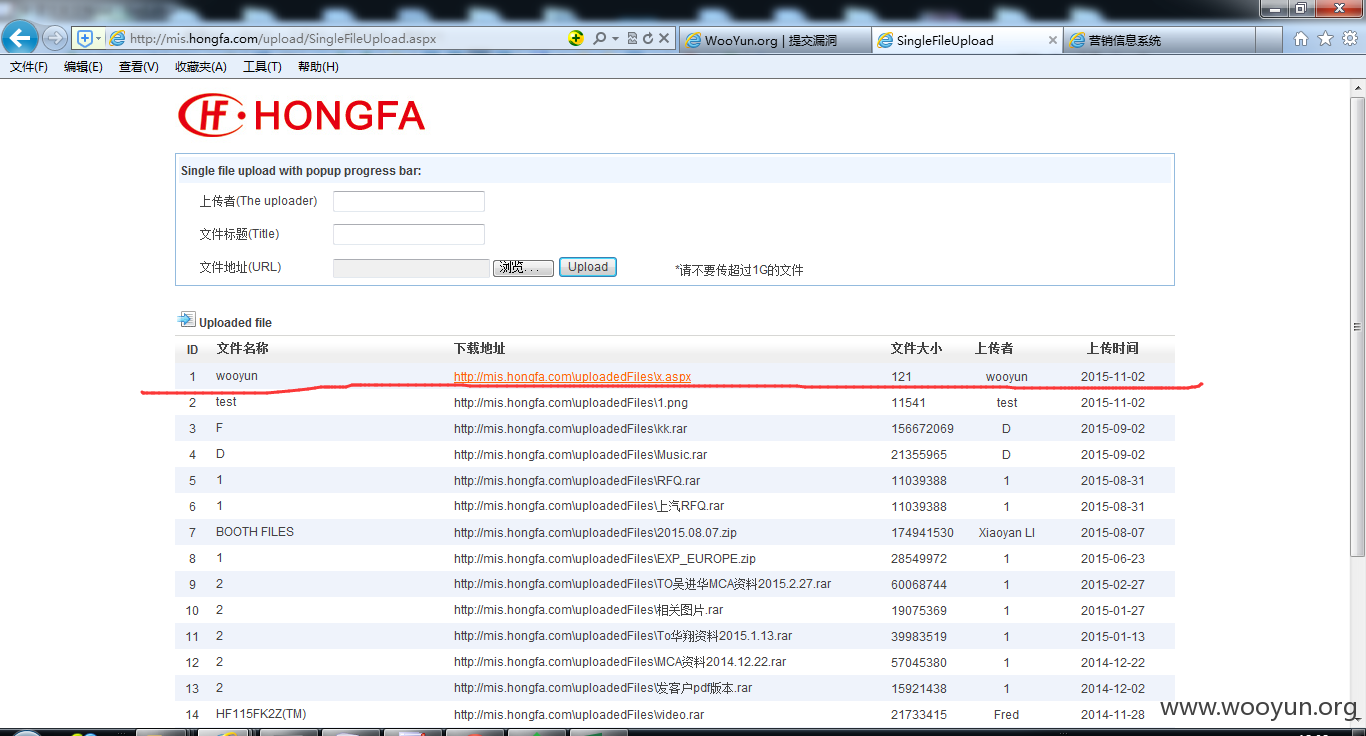 http://mis.hongfa.com/upload/SingleFileUpload.aspx
WooYun.org | 提交漏洞
SingleFileUpload
营销信息系统
文件(F) 编辑(E) 查看(V) 收藏夹(A) 工具(T) 帮助(H)
HF HONGFA
Single file upload with popup progress bar:
上传者(The uploader)
文件标题(Title)
文件地址(URL) 浏览... Upload *请不要传超过1G的文件
Uploaded file
ID 文件名称 下载地址 文件大小 上传者 上传时间
1 wooyun http://mis.hongfa.com\uploadedFiles\x.aspx 121 wooyun 2015-11-02
2 test http://mis.hongfa.com\uploadedFiles\1.png 11541 test 2015-11-02
3 F http://mis.hongfa.com\uploadedFiles\kk.rar 156672069 D 2015-09-02
4 D http://mis.hongfa.com\uploadedFiles\Music.rar 21355965 D 2015-09-02
5 1 http://mis.hongfa.com\uploadedFiles\RFQ.rar 11039388 1 2015-08-31
6 1 http://mis.hongfa.com\uploadedFiles\上汽RFQ.rar 11039388 1 2015-08-31
7 BOOTH FILES http://mis.hongfa.com\uploadedFiles\2015.08.07.zip 174941530 Xiaoyan LI 2015-08-07
8 1 http://mis.hongfa.com\uploadedFiles\EXP_EUROPE.zip 28549972 1 2015-06-23
9 2 http://mis.hongfa.com\uploadedFiles\TO吴进华MCA资料2015.2.27.rar 60068744 1 2015-02-27
10 2 http://mis.hongfa.com\uploadedFiles\相关图片.rar 19075369 1 2015-01-27
11 2 http://mis.hongfa.com\uploadedFiles\To华翔资料2015.1.13.rar 39983519 1 2015-01-13
12 2 http://mis.hongfa.com\uploadedFiles\MCA资料2014.12.22.rar 57045380 1 2014-12-22
13 2 http://mis.hongfa.com\uploadedFiles\发客户pdf版本.rar 15921438 1 2014-12-02
14 HF115FK2Z(TM) http://mis.hongfa.com\uploadedFiles\video.rar 21733415 Fred 2014-11-28
www.wooyun.org